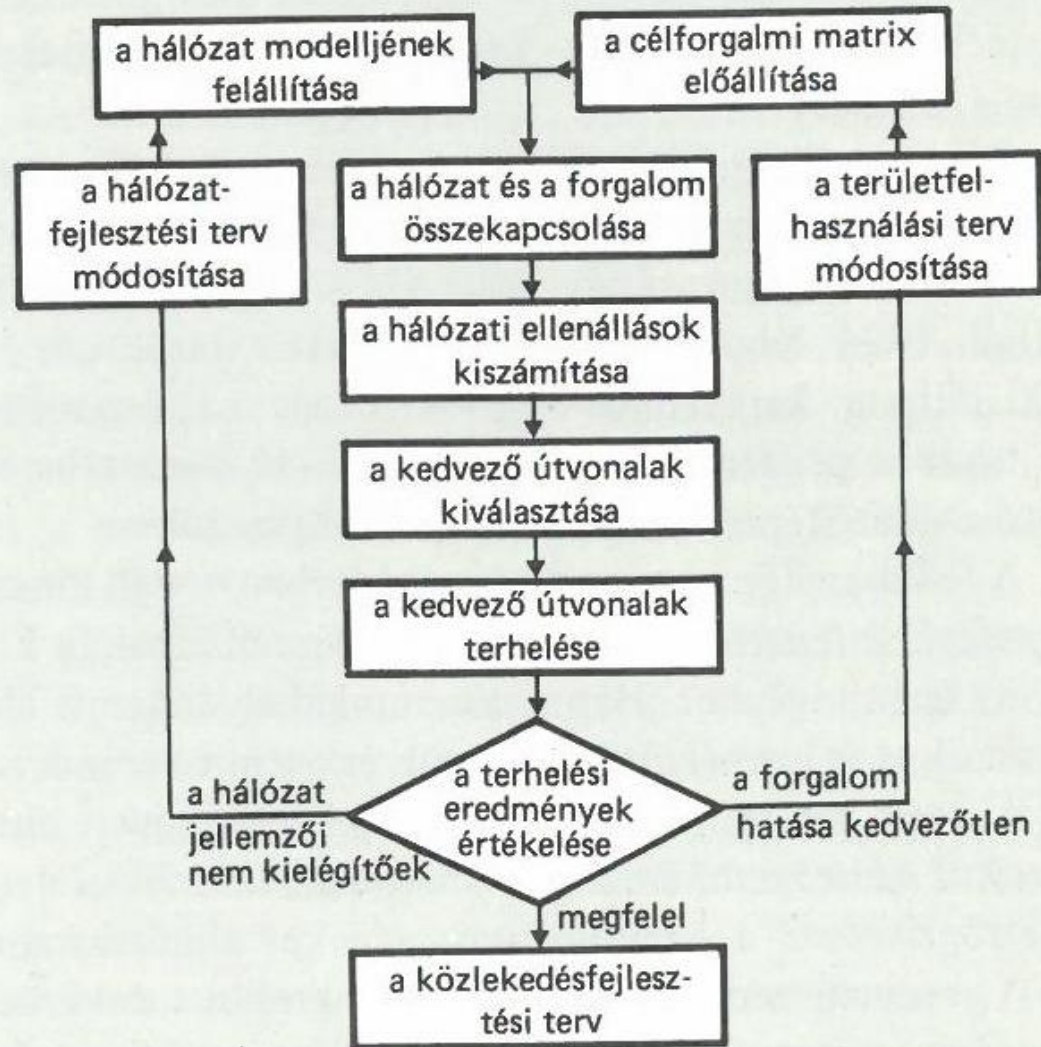 a hálózat modelljének
felállítása
a célforgalmi matrix
előállítása
a hálózat-
fejlesztési terv
módosítása
a hálózat és a forgalom
összekapcsolása
a területfel-
használási terv
módosítása
a hálózati ellenállások
kiszámítása
a kedvező útvonalak
kiválasztása
a kedvező útvonalak
terhelése
a terhelési
eredmények
értékelése
a hálózat
jellemzői
nem kielégítőek
a forgalom
hatása kedvezőtlen
megfelel
a közlekedésfejlesz-
tési terv